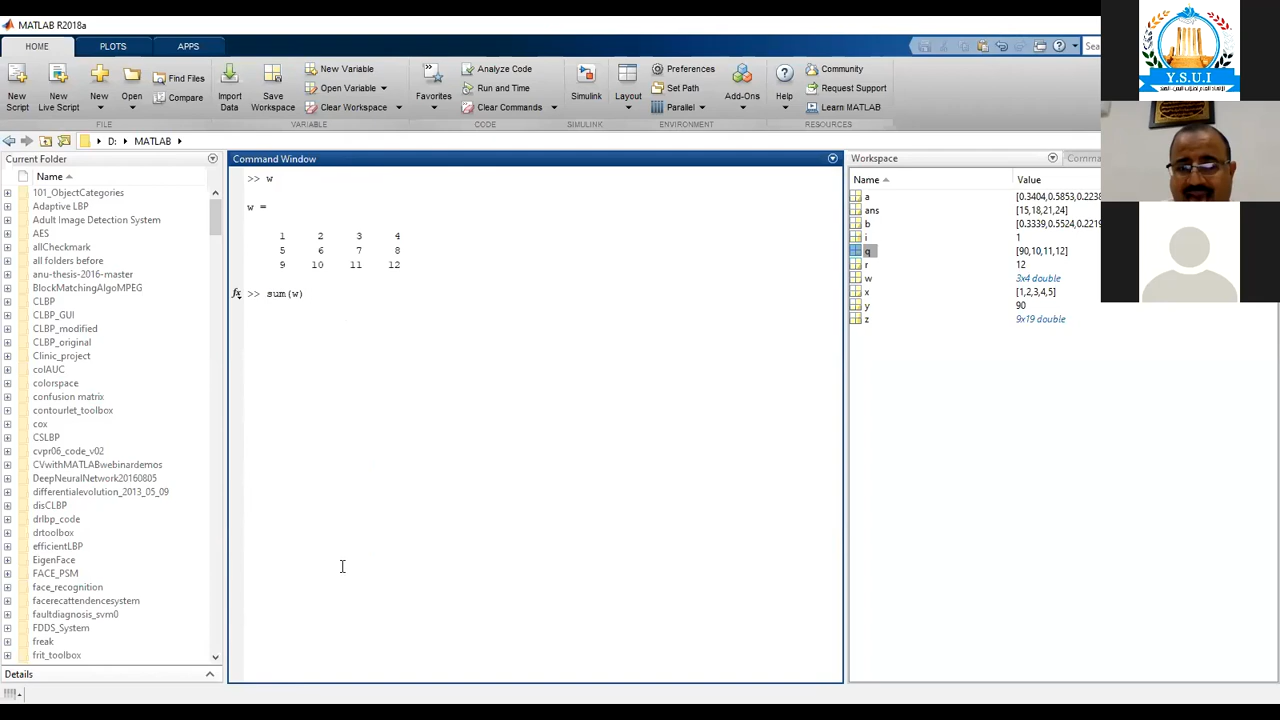 MATLAB R2018a
HOME PLOTS APPS
New Script
New Live Script
New
Open
Find Files
Compare
Import Data
Save Workspace
New Variable
Open Variable
Clear Workspace
Favorites
Analyze Code
Run and Time
Clear Commands
Simulink
Layout
Preferences
Set Path
Parallel
Add-Ons
Help
Community
Request Support
Learn MATLAB
FILE VARIABLE CODE SIMULINK ENVIRONMENT RESOURCES
D: MATLAB
Current Folder
Name
101_ObjectCategories
Adaptive LBP
Adult Image Detection System
AES
allCheckmark
all folders before
anu-thesis-2016-master
BlockMatchingAlgoMPEG
CLBP
CLBP_GUI
CLBP_modified
CLBP_original
Clinic_project
colAUC
colorspace
confusion matrix
contourlet_toolbox
cox
CSLBP
cvpr06_code_v02
CVwithMATLABwebinardemos
DeepNeuralNetwork20160805
differentialevolution_2013_05_09
disCLBP
drlbp_code
drtoolbox
efficientLBP
EigenFace
FACE_PSM
face_recognition
facerecattendencesystem
faultdiagnosis_svm0
FDDS_System
freak
frit_toolbox
Details
Command Window
>> w
w =
1 2 3 4
5 6 7 8
9 10 11 12
fx >> sum(w)
Workspace
Name Value
a [0.3404,0.5853,0.2238
ans [15,18,21,24]
b [0.3339,0.5524,0.2219
i 1
q [90,10,11,12]
r 12
w 3x4 double
x [1,2,3,4,5]
y 90
z 9x19 double
Y.S.U.I